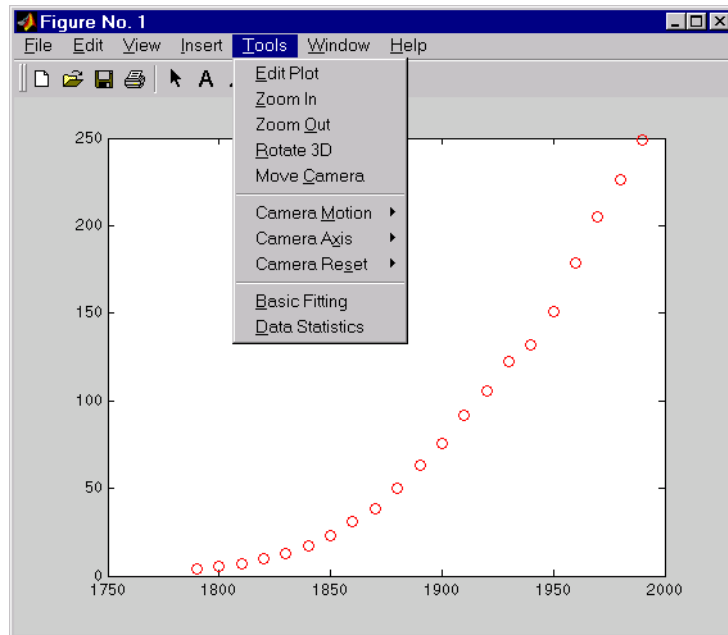 Figure No. 1
File Edit View Insert Tools Window Help
A
Edit Plot
Zoom In
Zoom Out
Rotate 3D
Move Camera
Camera Motion
Camera Axis
Camera Reset
Basic Fitting
Data Statistics
250
200
150
100
50
0
1750 1800 1850 1900 1950 2000